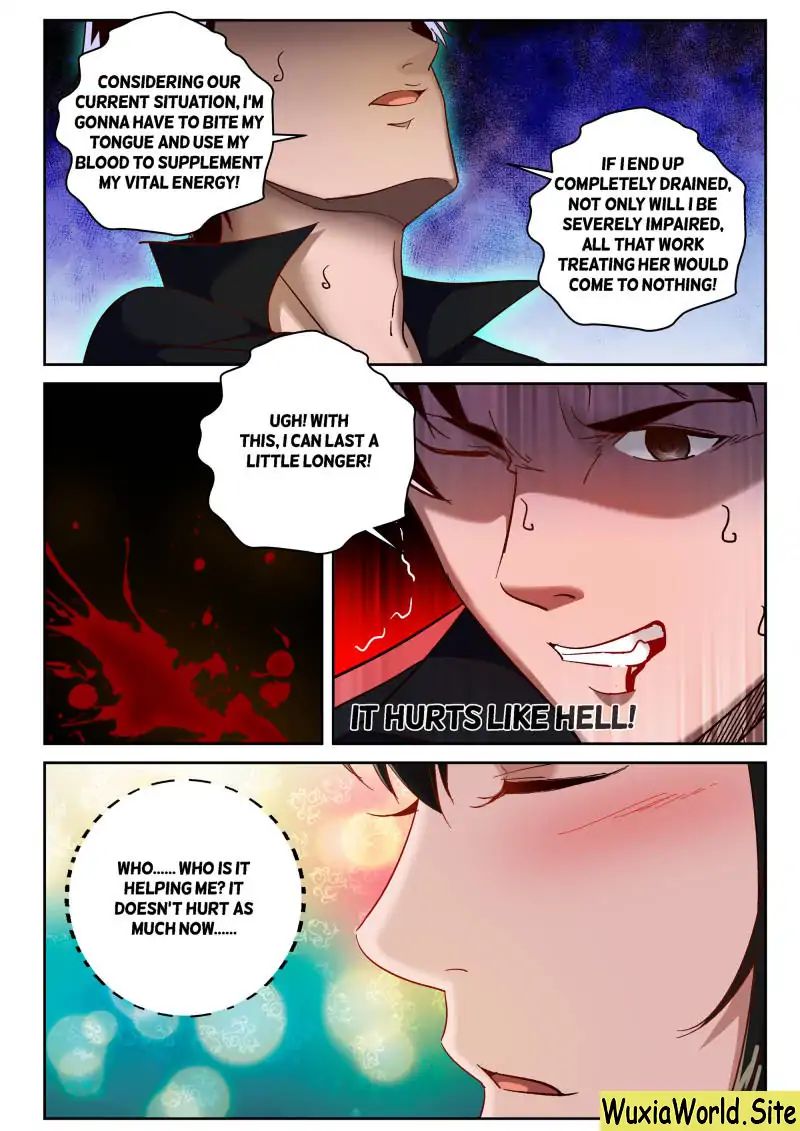 CONSIDERING OUR
CURRENT SITUATION, I'M
GONNA HAVE TO BITE MY
TONGUE AND USE MY
BLOOD TO SUPPLEMENT
MY VITAL ENERGY!
IF I END UP
COMPLETELY DRAINED,
NOT ONLY WILL I BE
SEVERELY IMPAIRED,
ALL THAT WORK
TREATING HER WOULD
COME TO NOTHING!
UGH! WITH
THIS, I CAN LAST A
LITTLE LONGER!
IT HURTS LIKE HELL!
WHO...... WHO IS IT
HELPING ME? IT
DOESN'T HURT AS
MUCH NOW......
WuxiaWorld.Site